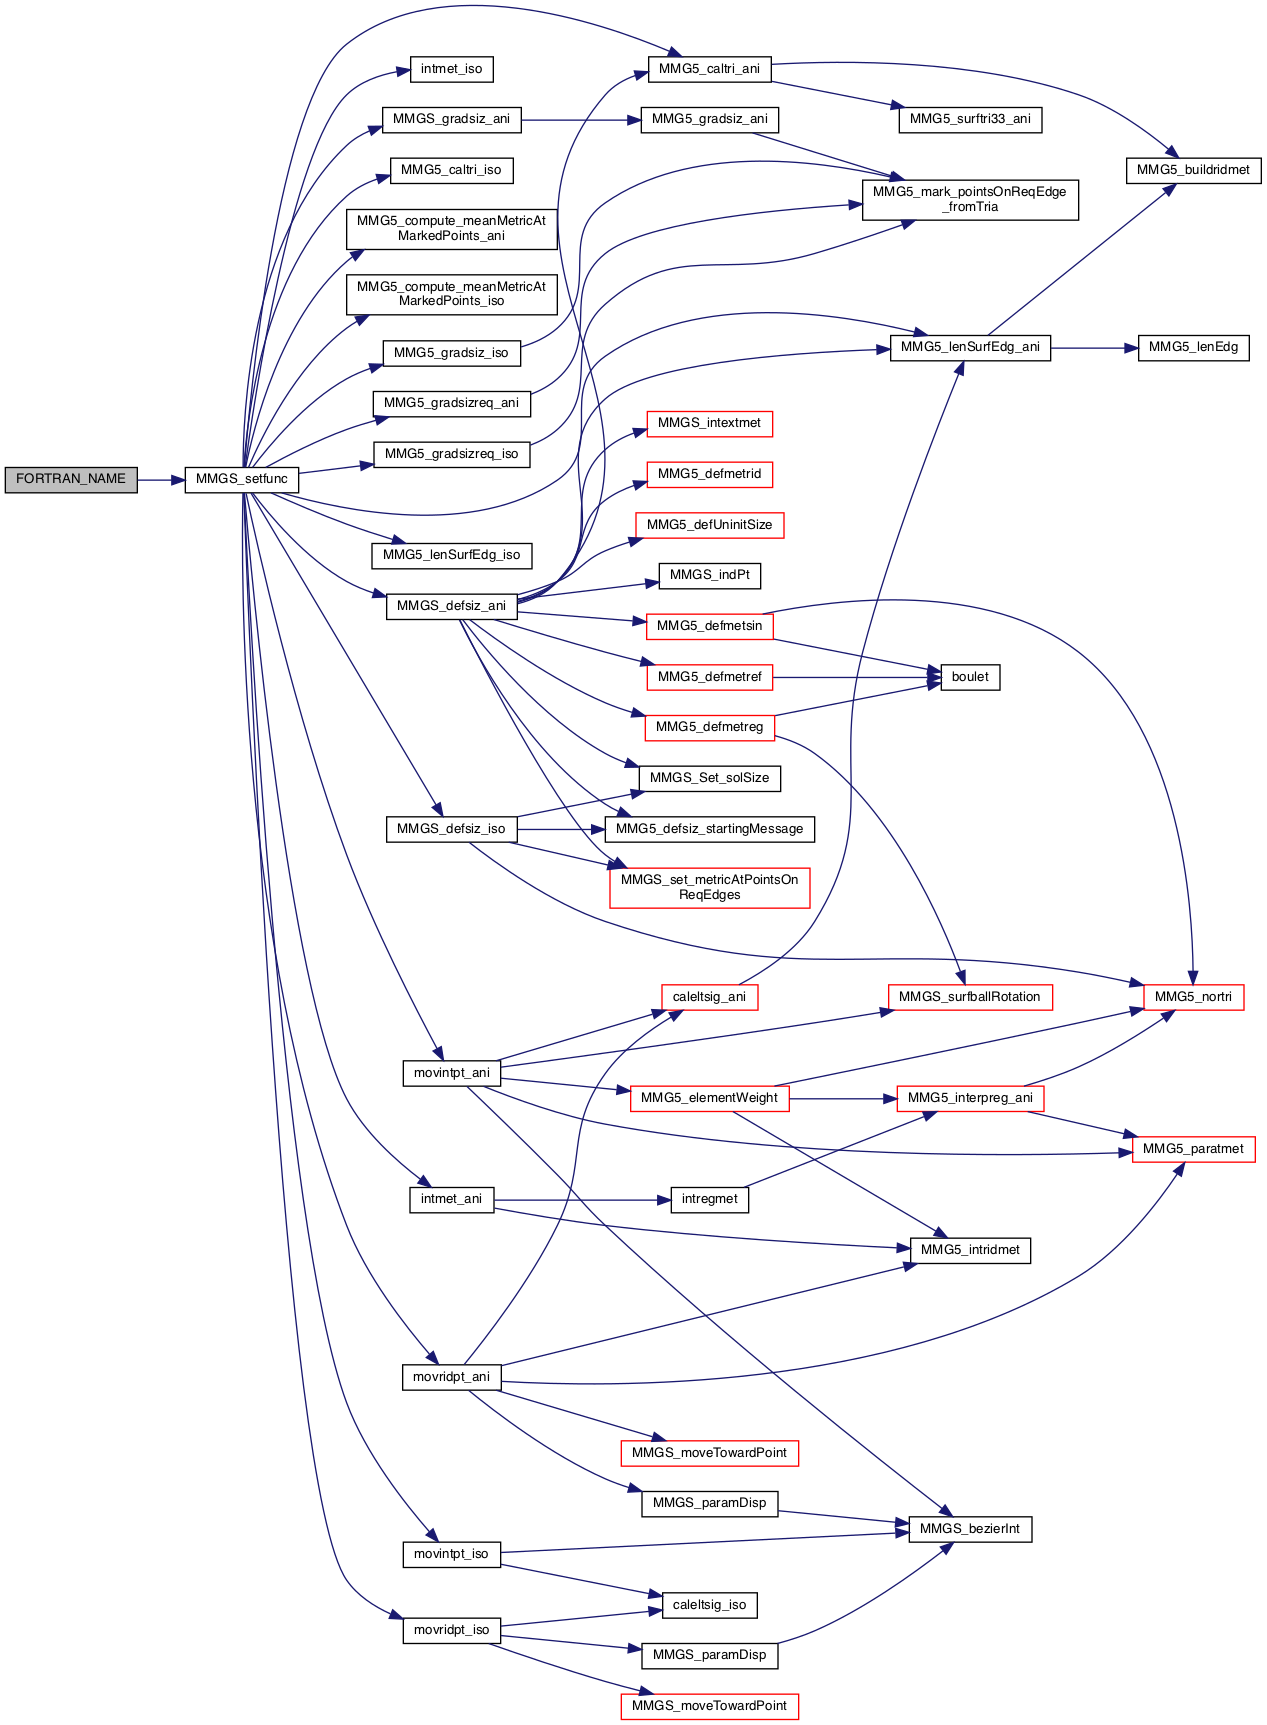 MMG5_caltri_ani
intmet_iso
MMGS_gradsiz_ani
MMG5_gradsiz_ani
MMG5_surftri33_ani
MMG5_caltri_iso
MMG5_buildridmet
MMG5_mark_pointsOnReqEdge
_fromTria
MMG5_compute_meanMetricAt
MarkedPoints_ani
MMG5_compute_meanMetricAt
MarkedPoints_iso
MMG5_gradsiz_iso
MMG5_lenSurfEdg_ani
MMG5_lenEdg
MMG5_gradsizreq_ani
MMGS_intextmet
MMG5_gradsizreq_iso
FORTRAN_NAME
MMGS_setfunc
MMG5_defmetrid
MMG5_defUninitSize
MMG5_lenSurfEdg_iso
MMGS_indPt
MMGS_defsiz_ani
MMG5_defmetsin
MMG5_defmetref
boulet
MMG5_defmetreg
MMGS_Set_solSize
MMGS_defsiz_iso
MMG5_defsiz_startingMessage
MMGS_set_metricAtPointsOn
ReqEdges
caleltsig_ani
MMGS_surfballRotation
MMG5_nortri
movintpt_ani
MMG5_elementWeight
MMG5_interpreg_ani
MMG5_paratmet
intmet_ani
intregmet
MMG5_intridmet
movridpt_ani
MMGS_moveTowardPoint
MMGS_paramDisp
MMGS_bezierInt
movintpt_iso
caleltsig_iso
movridpt_iso
MMGS_paramDisp
MMGS_moveTowardPoint